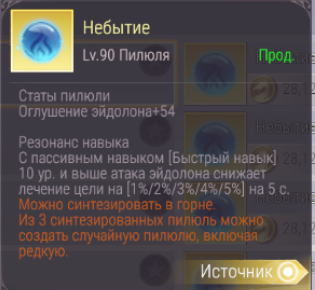 Небытие
Lv.90 Пилюля
Прод.
Статы пилюли
Оглушение эйдолона+54
Резонанс навыка
С пассивным навыком [Быстрый навык]
10 ур. и выше атака эйдолона снижает
лечение цели на [1%/2%/3%/4%/5%] на 5 с.
Можно синтезировать в горне.
Из 3 синтезированных пилюль можно
создать случайную пилюлю, включая
редкую.
Источник